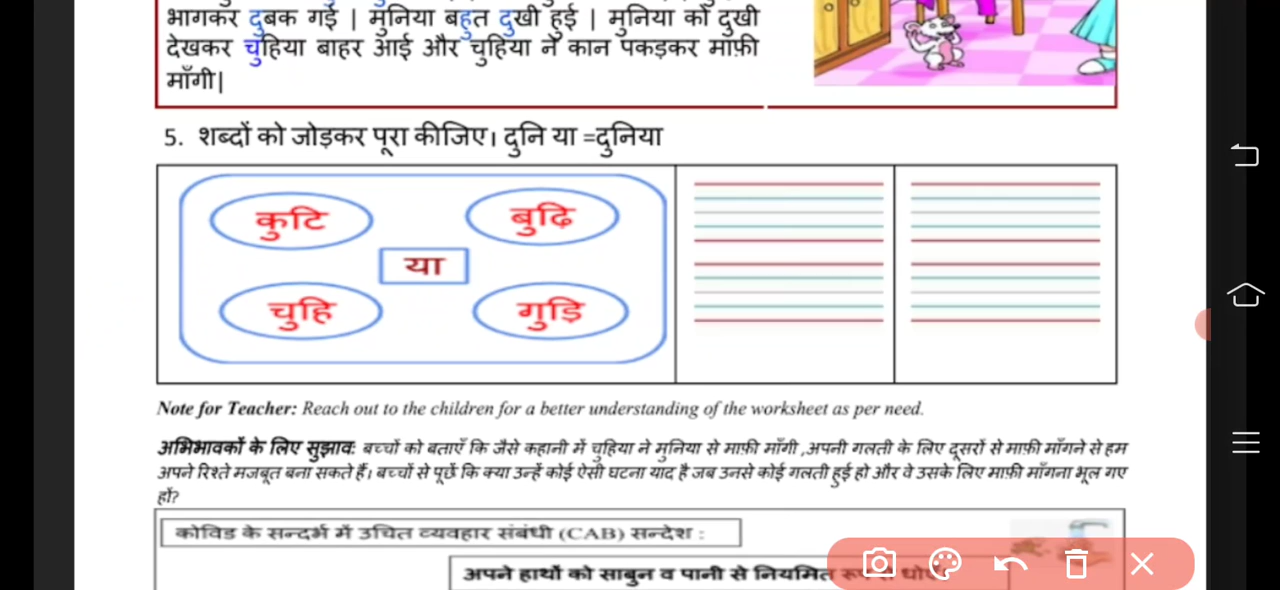 भागकर दुबक गई | मुनिया बहुत दुखी हुई | मुनिया को दुखी
देखकर चुहिया बाहर आई और चुहिया ने कान पकड़कर माफ़ी
माँगी|
5. शब्दों को जोड़कर पूरा कीजिए। दुनि या =दुनिया
कुटि
बुढि
या
चुहि
गुड़ि
Note for Teacher: Reach out to the children for a better understanding of the worksheet as per need.
अभिभावकों के लिए सुझाव: बच्चों को बताएँ कि जैसे कहानी में चुहिया ने मुनिया से माफ़ी माँगी ,अपनी गलती के लिए दूसरों से माफ़ी माँगने से हम
अपने रिश्ते मजबूत बना सकते हैं। बच्चों से पूछें कि क्या उन्हें कोई ऐसी घटना याद है जब उनसे कोई गलती हुई हो और वे उसके लिए माफ़ी माँगना भूल गए
हों?
कोविड के सन्दर्भ में उचित व्यवहार संबंधी (CAB) सन्देश :
अपने हाथों को साबुन व पानी से नियमित